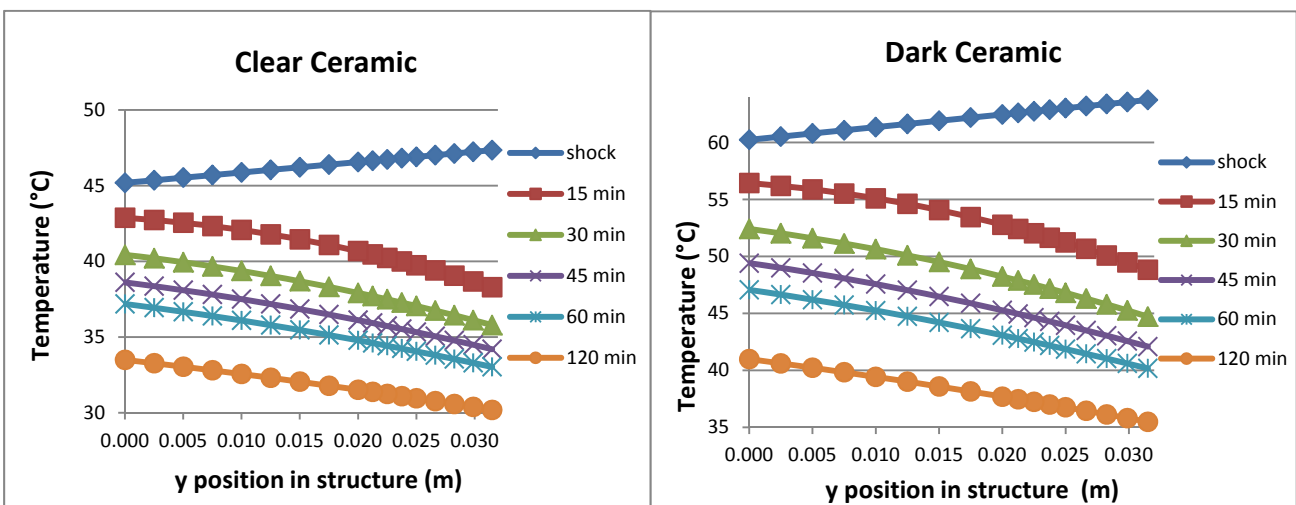 Clear Ceramic
50
45
40
35
30
Temperature (°C)
0.000 0.005 0.010 0.015 0.020 0.025 0.030
y position in structure (m)
shock
15 min
30 min
45 min
60 min
120 min
Dark Ceramic
60
55
50
45
40
35
Temperature (°C)
0.000 0.005 0.010 0.015 0.020 0.025 0.030
y position in structure (m)
shock
15 min
30 min
45 min
60 min
120 min